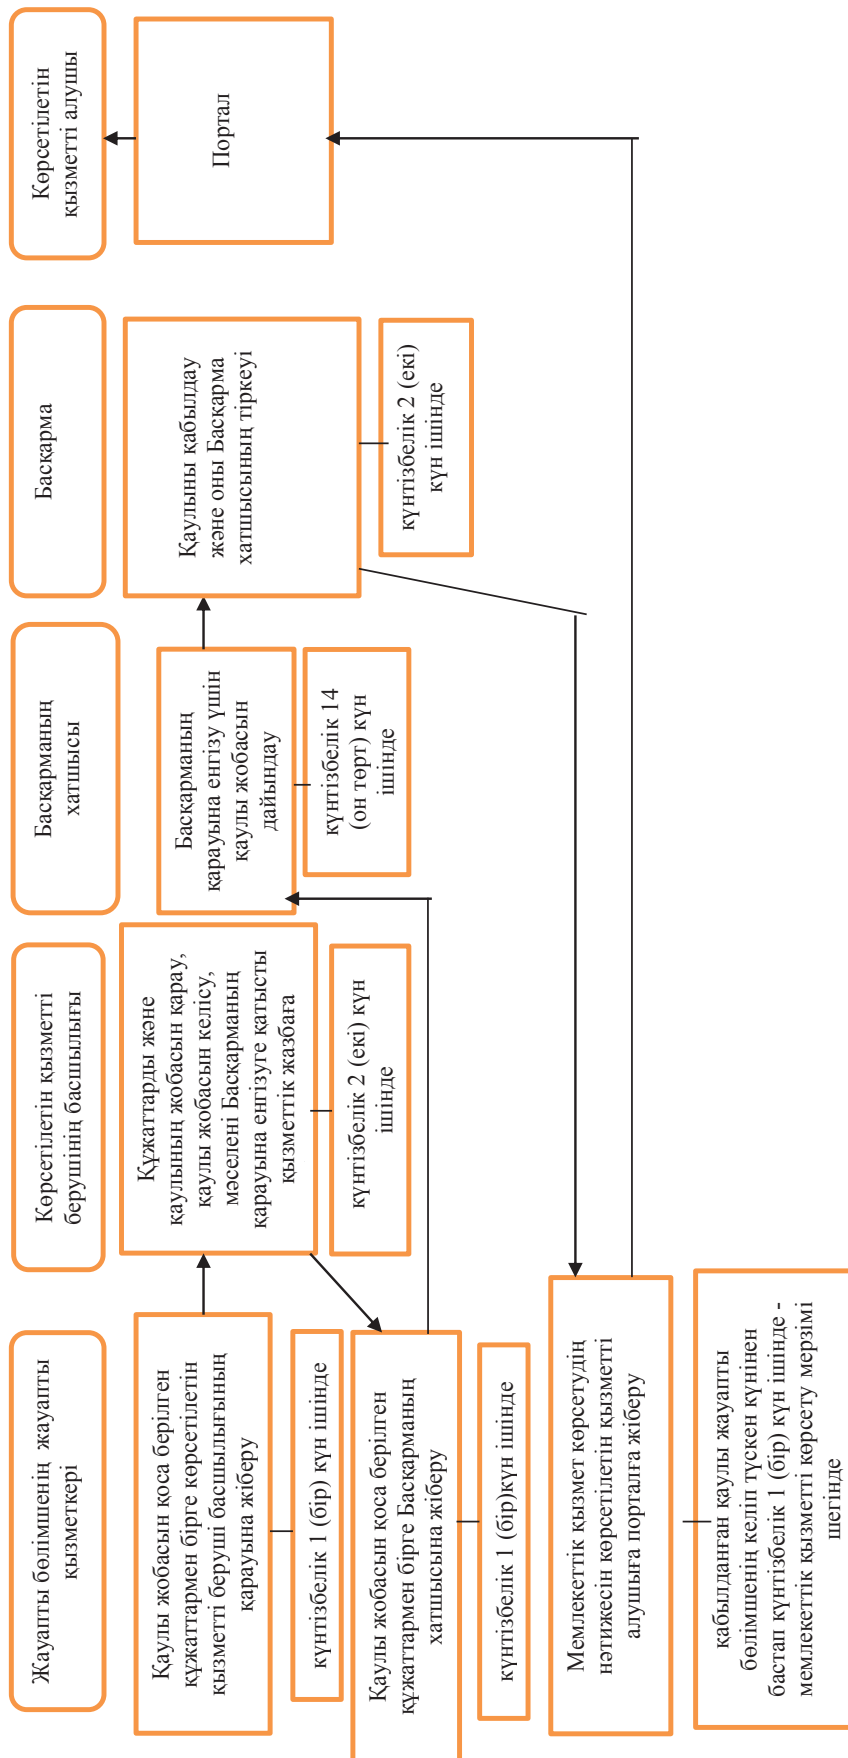 Жауапты бөлімшенің жауапты
қызметкері
Көрсетілетін қызметті
берушінің басшылығы
Басқарманың
хатшысы
Басқарма
Көрсетілетін
қызметті алушы
Қаулы жобасын қоса берілген
құжаттармен бірге көрсетілетін
қызметті беруші басшылығының
қарауына жіберу
күнтізбелік 1 (бір) күн ішінде
Құжаттарды және
қаулының жобасын қарау,
қаулы жобасын келісу,
мәселені Басқарманың
қарауына енгізуге қатысты
қызметтік жазбаға
күнтізбелік 2 (екі) күн
ішінде
Қаулы жобасын қоса берілген
құжаттармен бірге Басқарманың
хатшысына жіберу
күнтізбелік 1 (бір)күн ішінде
Басқарманың
қарауына енгізу үшін
қаулы жобасын
дайындау
күнтізбелік 14
(он төрт) күн
ішінде
Қаулыны қабылдау
және оны Басқарма
хатшысының тіркеуі
күнтізбелік 2 (екі)
күн ішінде
Мемлекеттік қызмет көрсетудің
нәтижесін көрсетілетін қызметті
алушыға порталға жіберу
қабылданған қаулы жауапты
бөлімшенің келіп түскен күнінен
бастап күнтізбелік 1 (бір) күн ішінде -
мемлекеттік қызметті көрсету мерзімі
шегінде
Портал